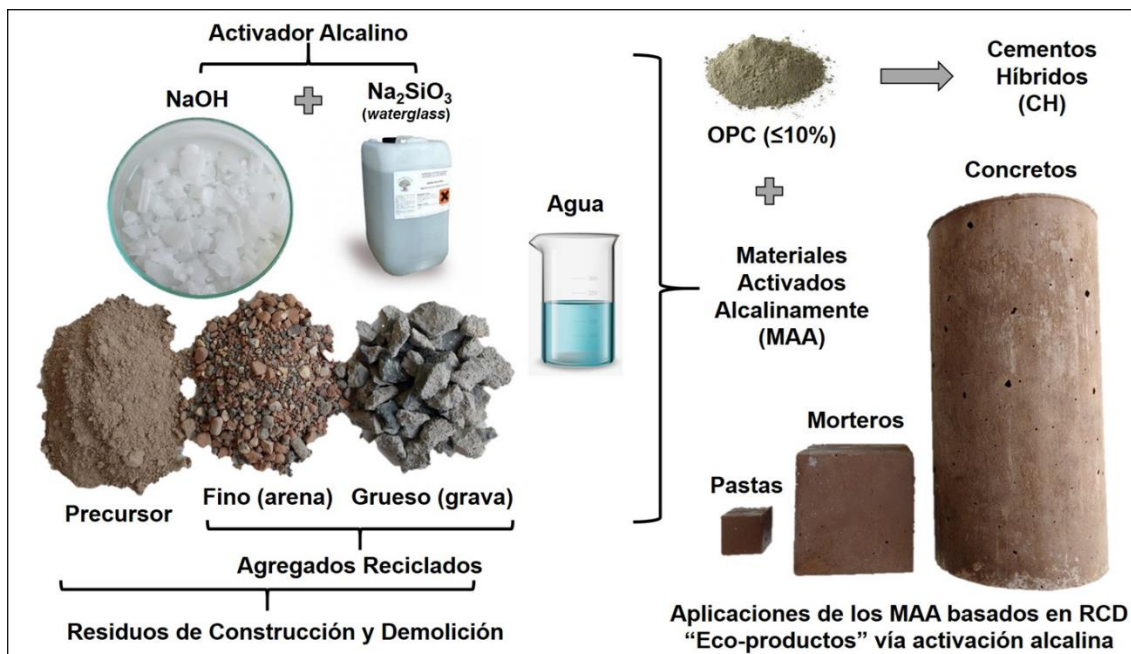 Activador Alcalino
NaOH
Na₂SiO₃
(waterglass)
Precursor
Fino (arena)
Grueso (grava)
Agregados Reciclados
Residuos de Construcción y Demolición
Agua
OPC (≤10%)
Cementos
Híbridos
(CH)
Materiales
Activados
Alcalinamente
(MAA)
Concretos
Morteros
Pastas
Aplicaciones de los MAA basados en RCD
“Eco-productos” vía activación alcalina